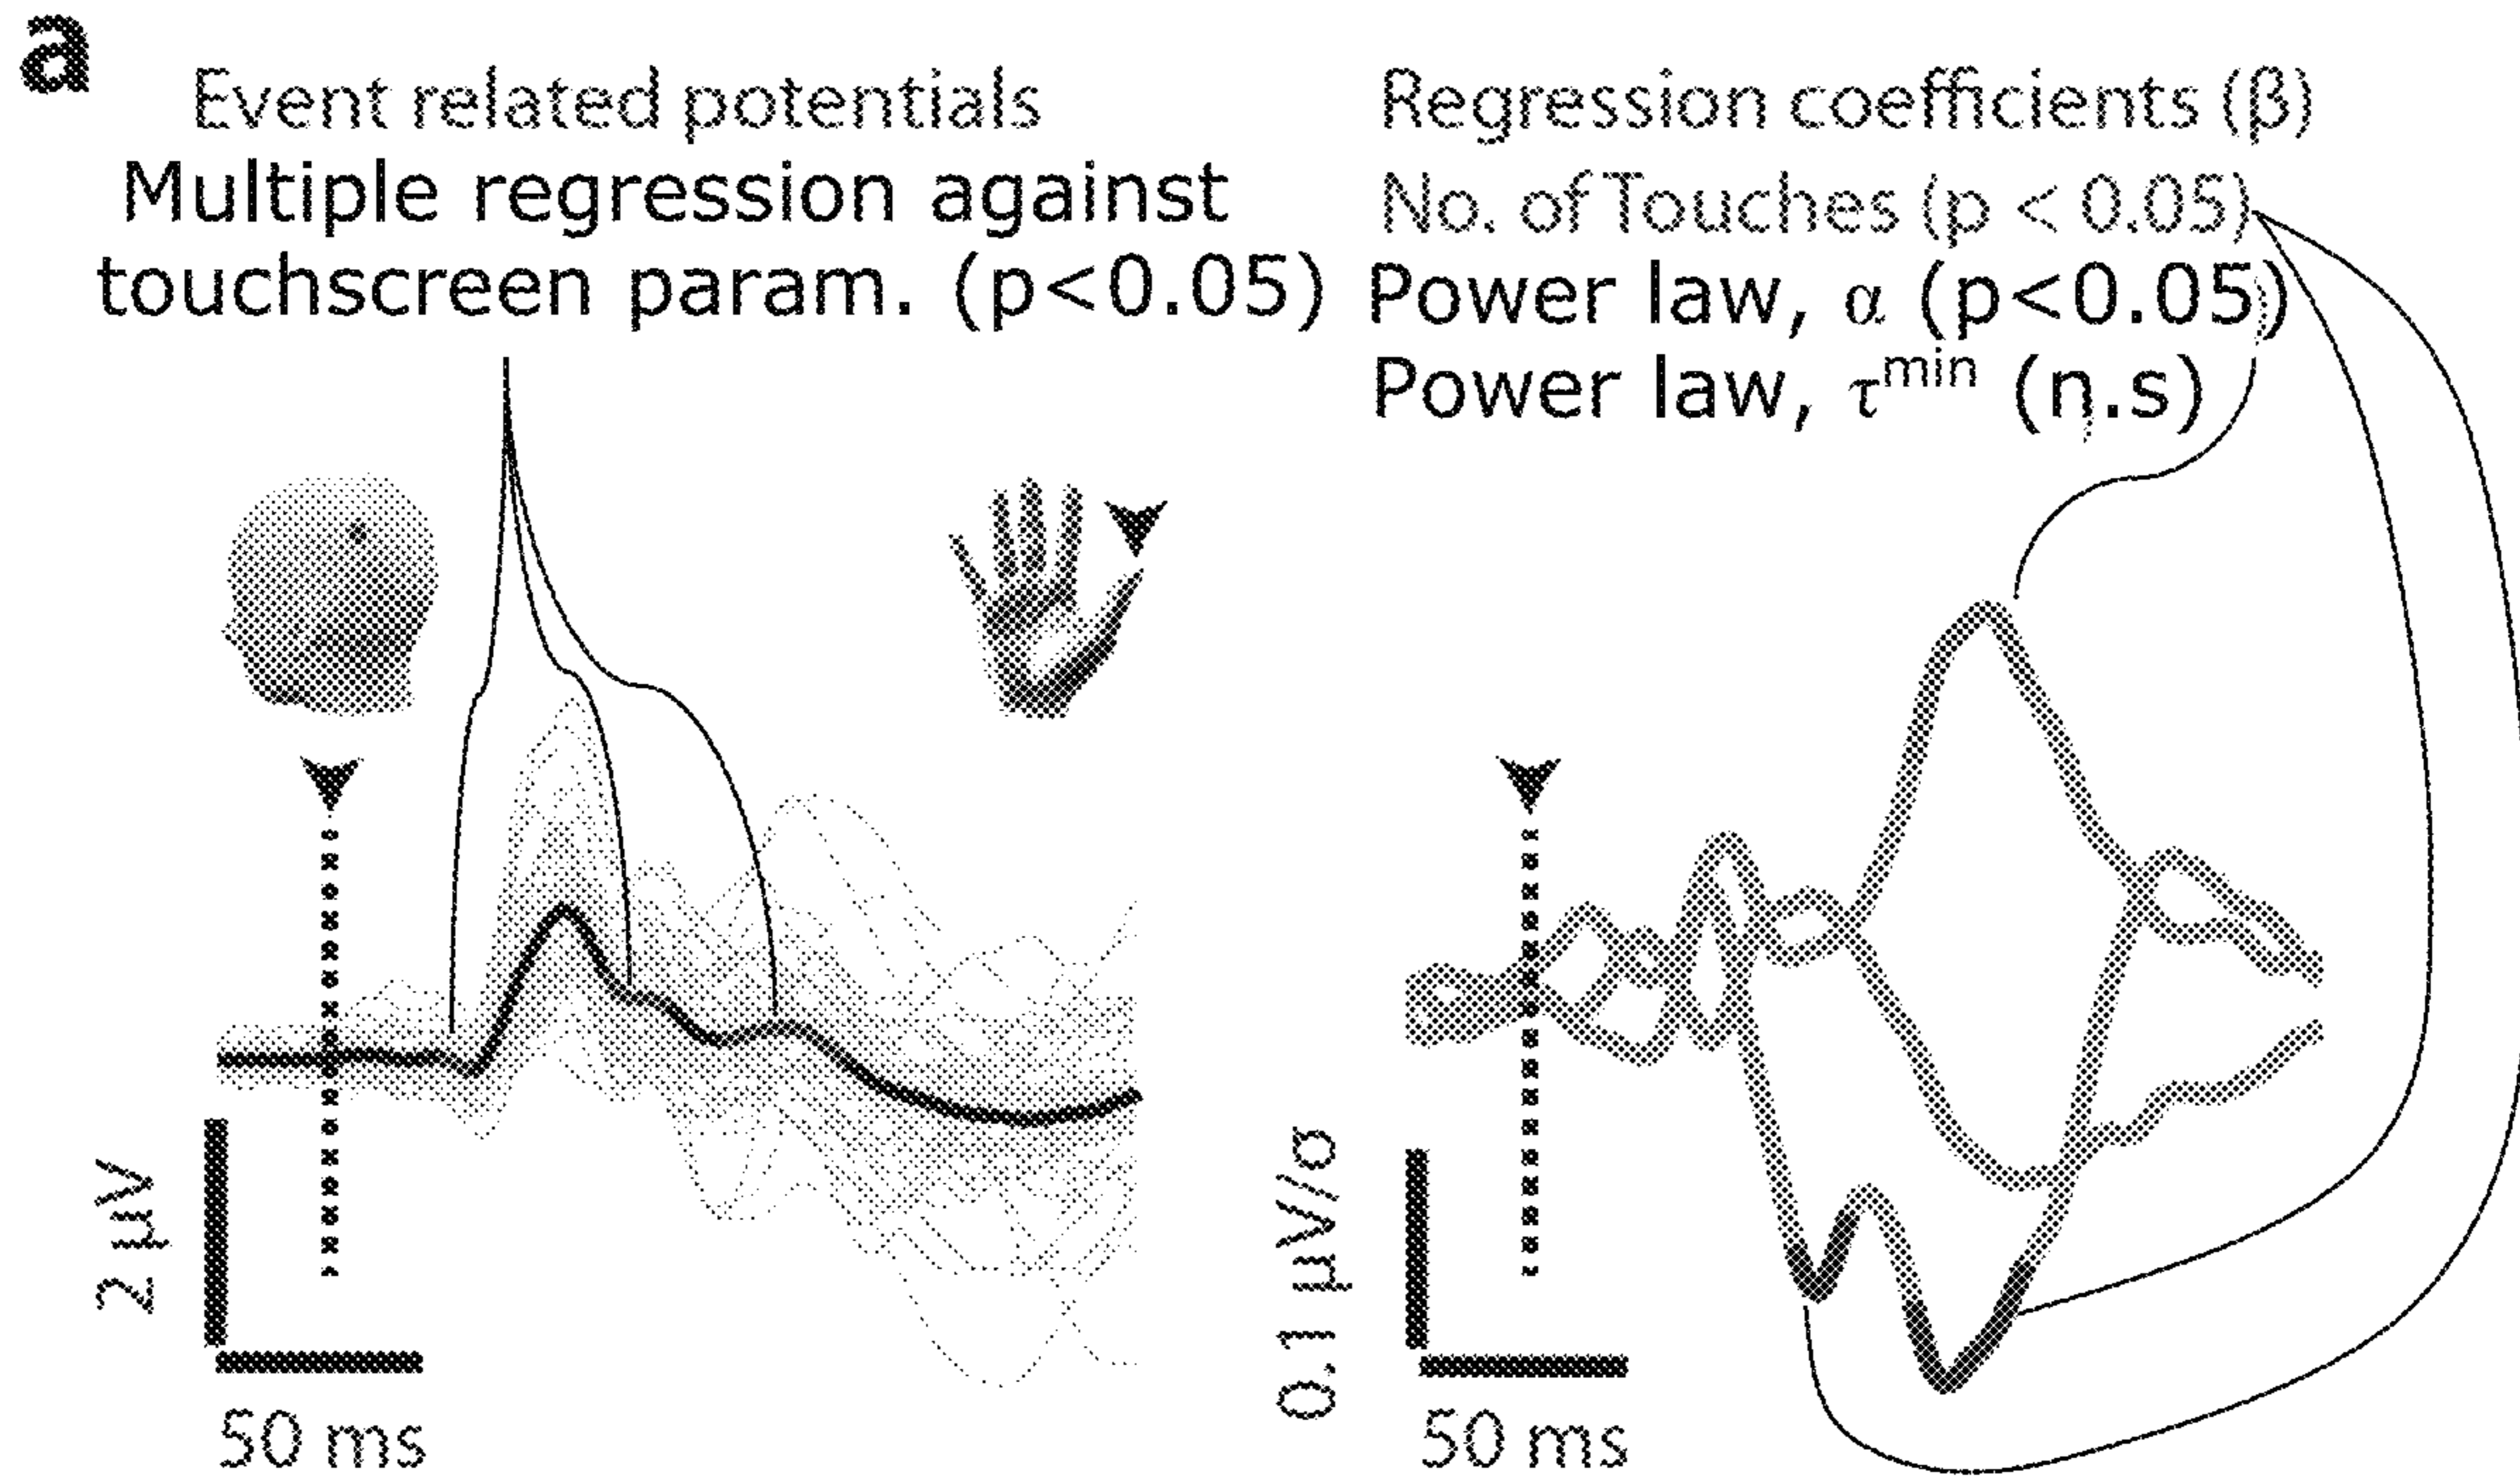 a
Event related potentials
Multiple regression against
touchscreen param. (p<0.05)
Regression coefficients (β)
No. of Touches (p < 0.05)
Power law, α (p<0.05)
Power law, τmin (n.s)
2 µV
50 ms
0.1 µV/σ
50 ms